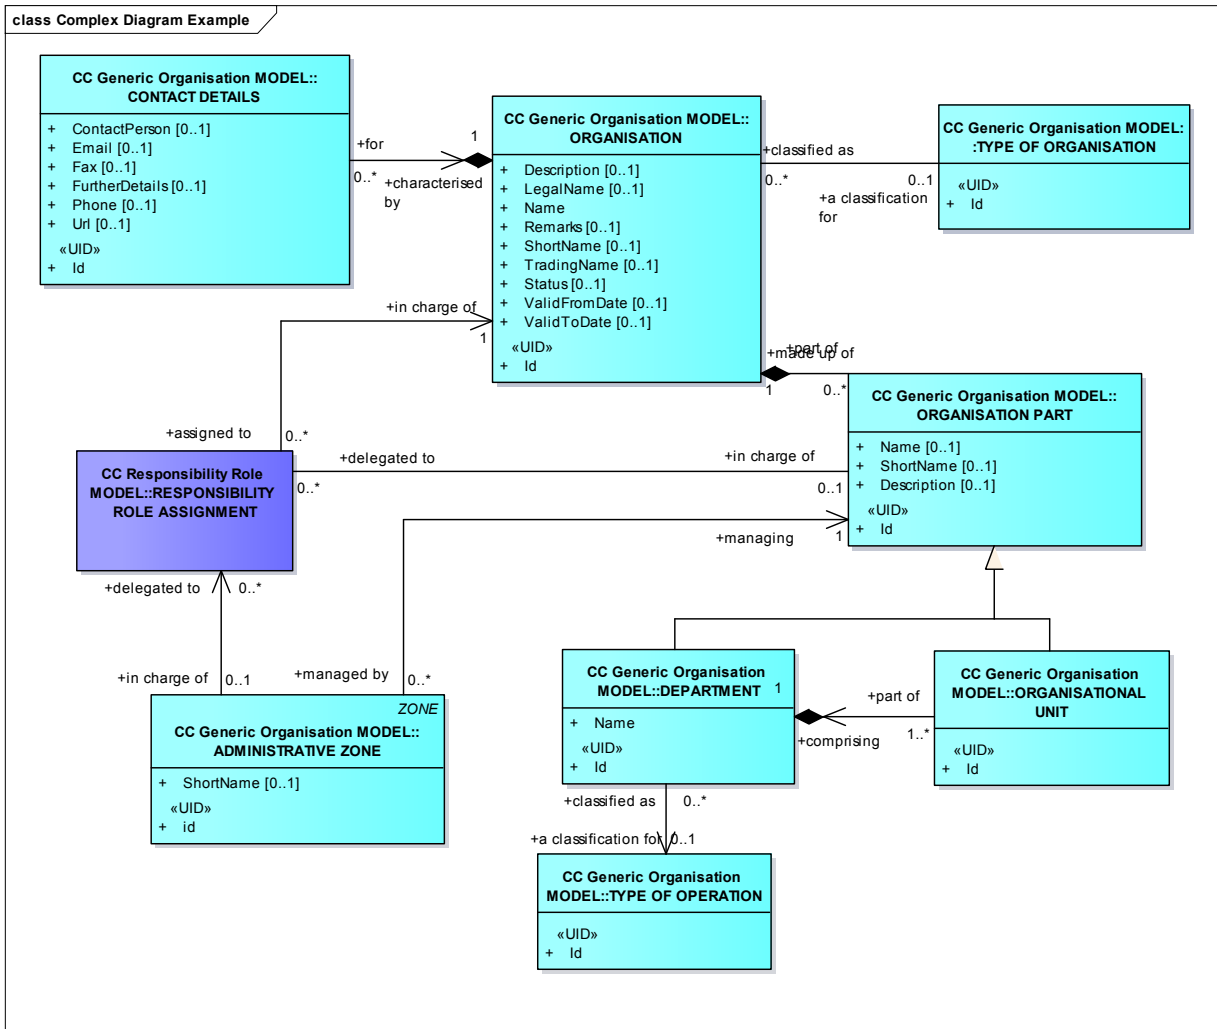 class Complex Diagram Example
CC Generic Organisation MODEL::
CONTACT DETAILS
+ ContactPerson [0..1]
+ Email [0..1]
+ Fax [0..1]
+ FurtherDetails [0..1]
+ Phone [0..1]
+ Url [0..1]
«UID»
+ Id
+for
0..*
1
+characterised
by
CC Generic Organisation MODEL::
ORGANISATION
+ Description [0..1]
+ LegalName [0..1]
+ Name
+ Remarks [0..1]
+ ShortName [0..1]
+ TradingName [0..1]
+ Status [0..1]
+ ValidFromDate [0..1]
+ ValidToDate [0..1]
«UID»
+ Id
+classified as
0..*
0..1
+a classification
for
CC Generic Organisation MODEL:
:TYPE OF ORGANISATION
«UID»
+ Id
+in charge of
1
+part of
+made up of
1
0..*
CC Generic Organisation MODEL::
ORGANISATION PART
+ Name [0..1]
+ ShortName [0..1]
+ Description [0..1]
«UID»
+ Id
+assigned to
0..*
CC Responsibility Role
MODEL::RESPONSIBILITY
ROLE ASSIGNMENT
+delegated to
0..*
+in charge of
0..1
+managing
1
+delegated to
0..*
+in charge of
0..1
+managed by
0..*
ZONE
CC Generic Organisation MODEL::
ADMINISTRATIVE ZONE
+ ShortName [0..1]
«UID»
+ id
CC Generic Organisation
MODEL::DEPARTMENT
+ Name
«UID»
+ Id
1
+comprising
+part of
1..*
CC Generic Organisation
MODEL::ORGANISATIONAL
UNIT
«UID»
+ Id
+classified as
0..*
+a classification for
0..1
CC Generic Organisation
MODEL::TYPE OF OPERATION
«UID»
+ Id